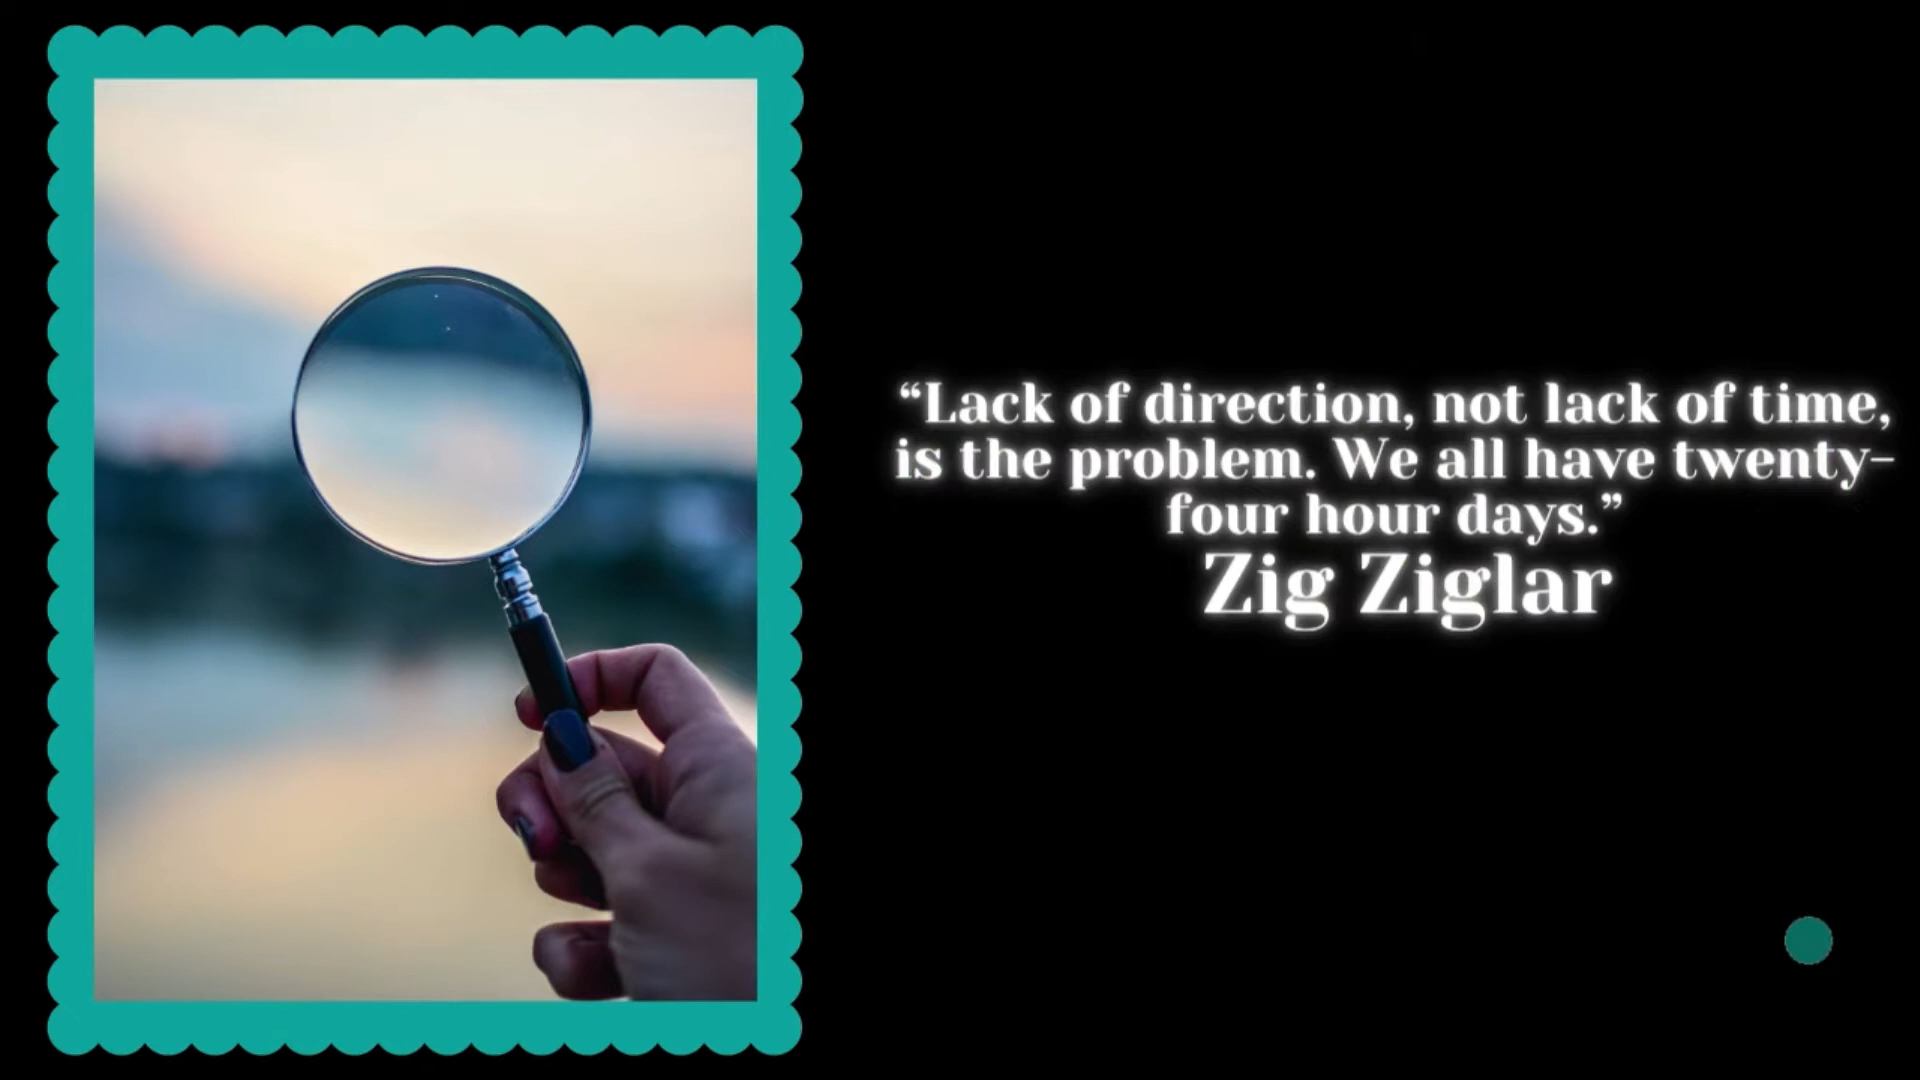 “Lack of direction, not lack of time,
is the problem. We all have twenty-
four hour days.”
Zig Ziglar